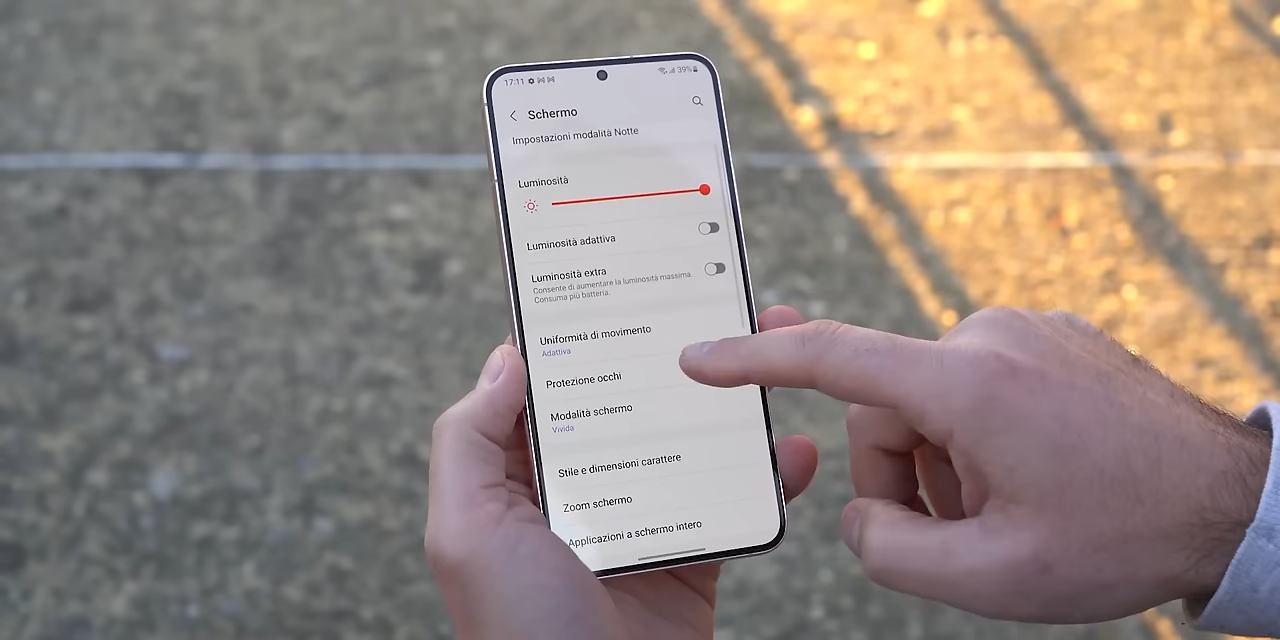 17:11 39%
Schermo
Impostazioni modalità Notte
Luminosità
Luminosità adattiva
Luminosità extra
Consente di aumentare la luminosità massima.
Consuma più batteria.
Uniformità di movimento
Adattiva
Protezione occhi
Modalità schermo
Vivida
Stile e dimensioni carattere
Zoom schermo
Applicazioni a schermo intero